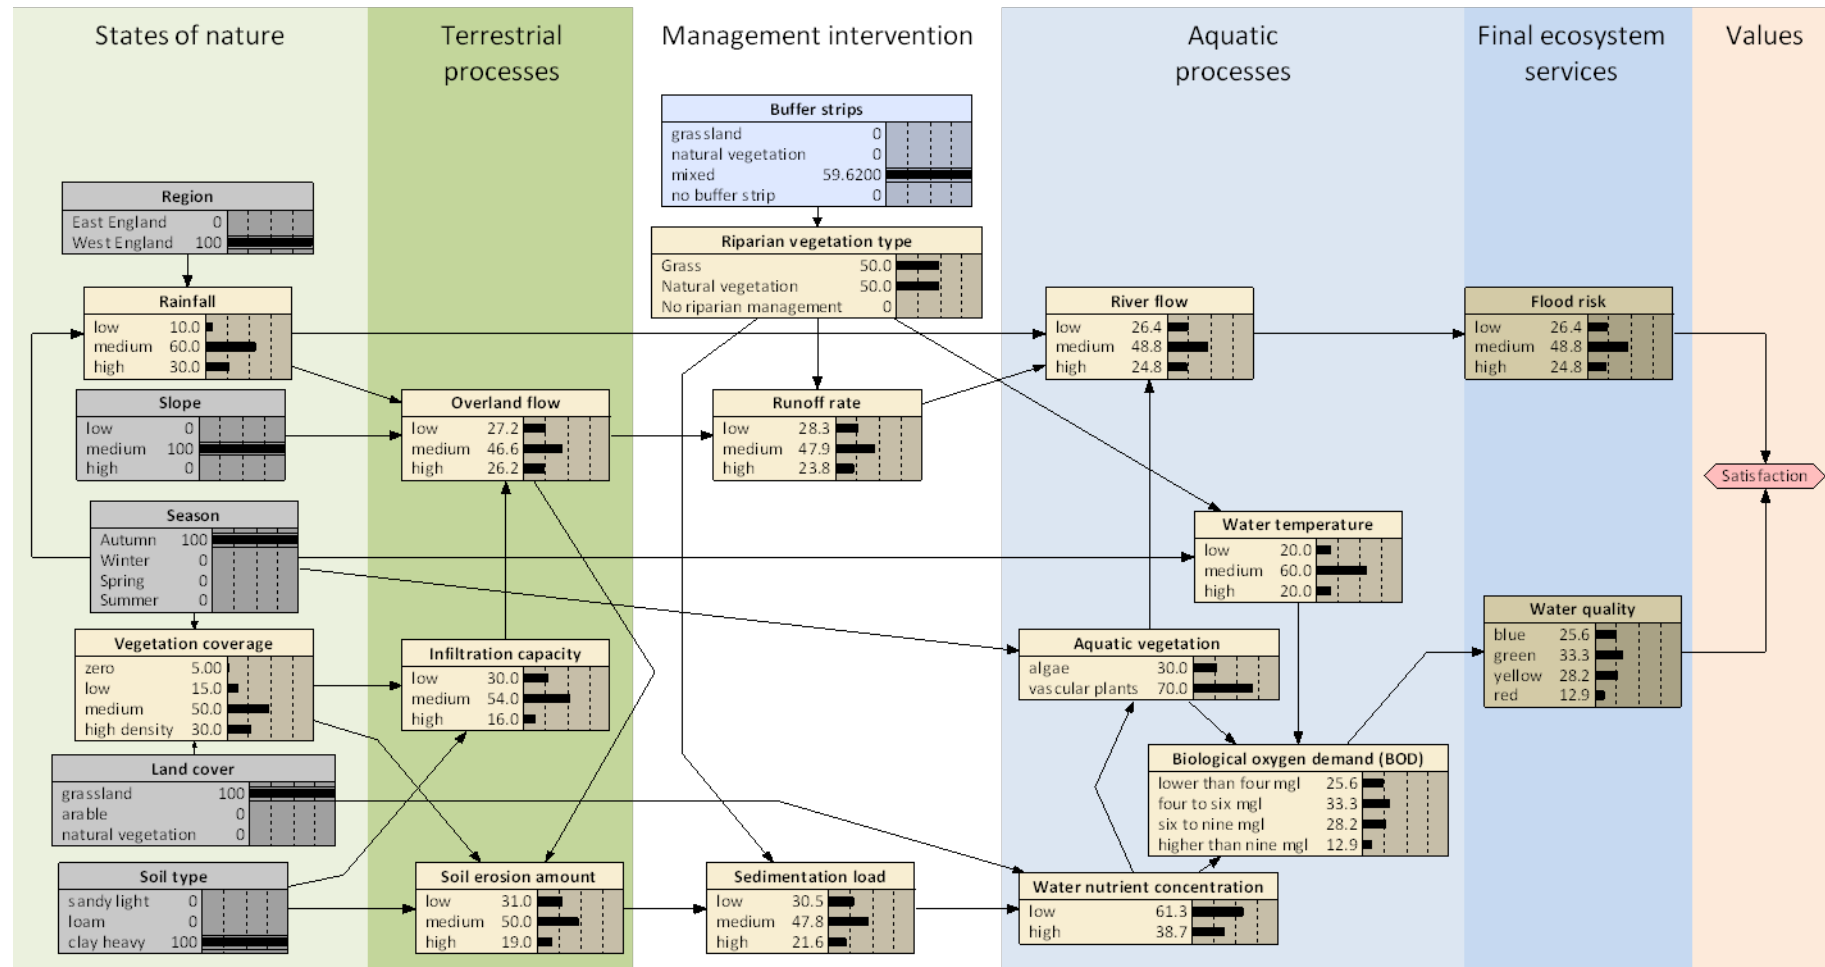 States of nature
Terrestrial
processes
Management intervention
Aquatic
processes
Final ecosystem
services
Values
Buffer strips
grassland 0
natural vegetation 0
mixed 59.6200
no buffer strip 0
Region
East England 0
West England 100
Riparian vegetation type
Grass 50.0
Natural vegetation 50.0
No riparian management 0
Rainfall
low 10.0
medium 60.0
high 30.0
River flow
low 26.4
medium 48.8
high 24.8
Flood risk
low 26.4
medium 48.8
high 24.8
Slope
low 0
medium 100
high 0
Overland flow
low 27.2
medium 46.6
high 26.2
Runoff rate
low 28.3
medium 47.9
high 23.8
Satisfaction
Season
Autumn 100
Winter 0
Spring 0
Summer 0
Water temperature
low 20.0
medium 60.0
high 20.0
Vegetation coverage
zero 5.00
low 15.0
medium 50.0
high density 30.0
Infiltration capacity
low 30.0
medium 54.0
high 16.0
Aquatic vegetation
algae 30.0
vascular plants 70.0
Water quality
blue 25.6
green 33.3
yellow 28.2
red 12.9
Land cover
grassland 100
arable 0
natural vegetation 0
Biological oxygen demand (BOD)
lower than four mgl 25.6
four to six mgl 33.3
six to nine mgl 28.2
higher than nine mgl 12.9
Soil type
sandy light 0
loam 0
clay heavy 100
Soil erosion amount
low 31.0
medium 50.0
high 19.0
Sedimentation load
low 30.5
medium 47.8
high 21.6
Water nutrient concentration
low 61.3
high 38.7